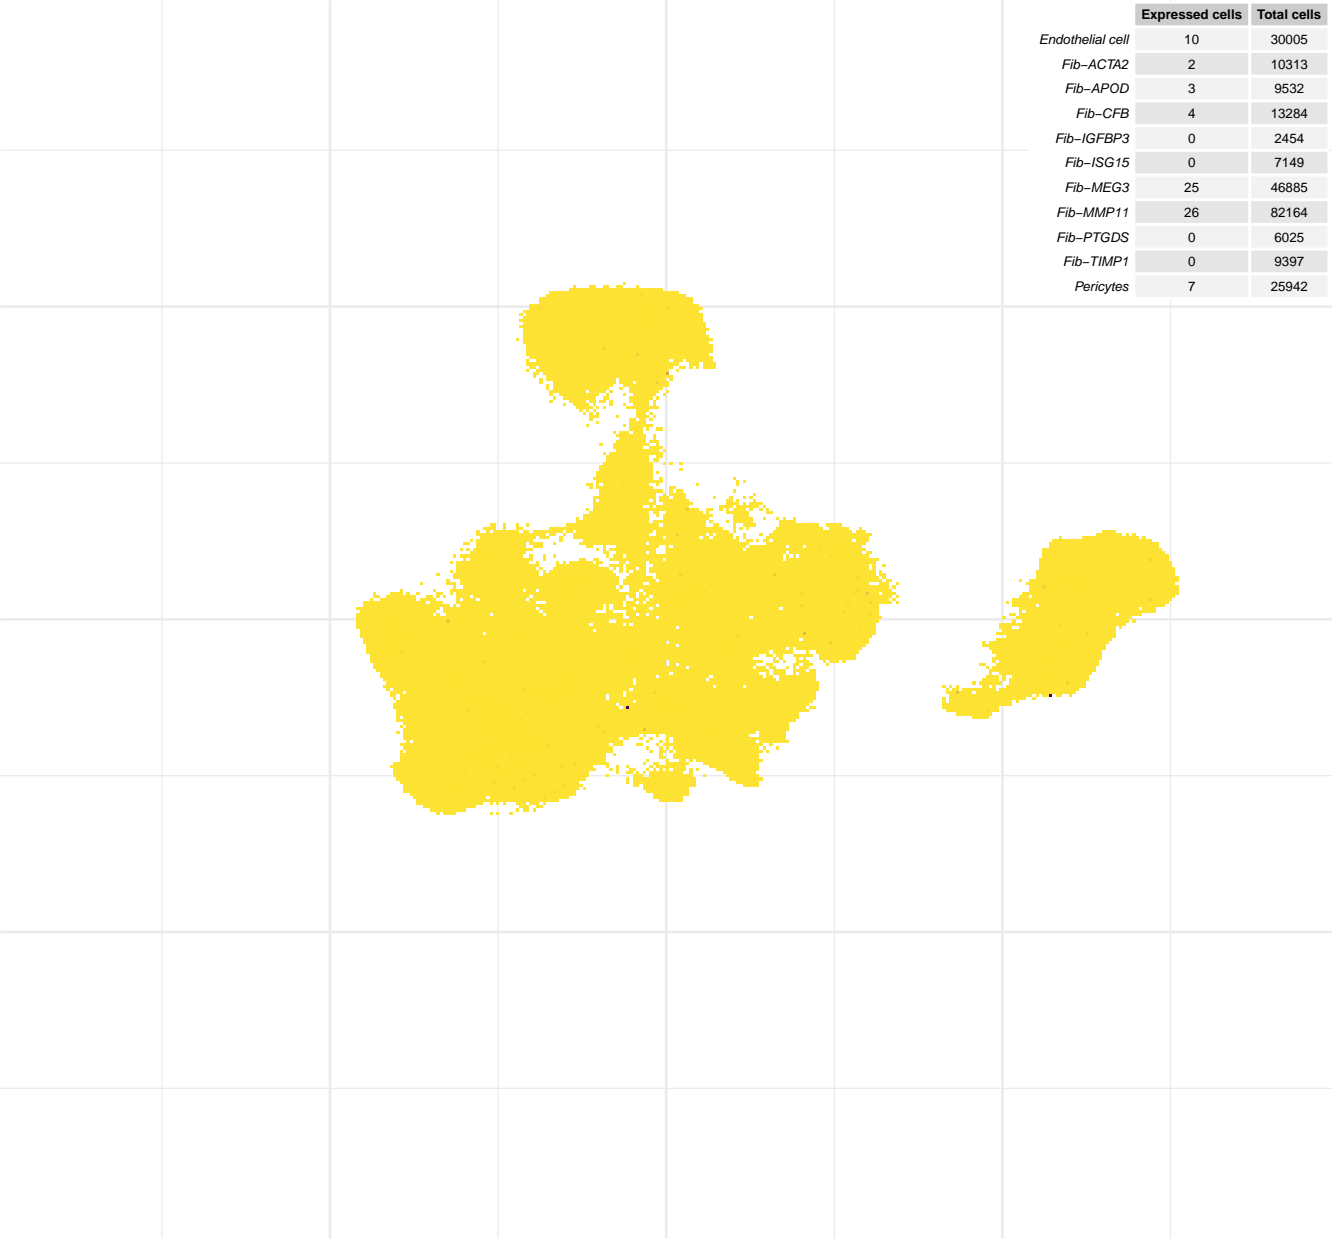 Expressed cells Total cells
Endothelial cell 10 30005
Fib−ACTA2 2 10313
Fib−APOD 3 9532
Fib−CFB 4 13284
Fib−IGFBP3 0 2454
Fib−ISG15 0 7149
Fib−MEG3 25 46885
Fib−MMP11 26 82164
Fib−PTGDS 0 6025
Fib−TIMP1 0 9397
Pericytes 7 25942